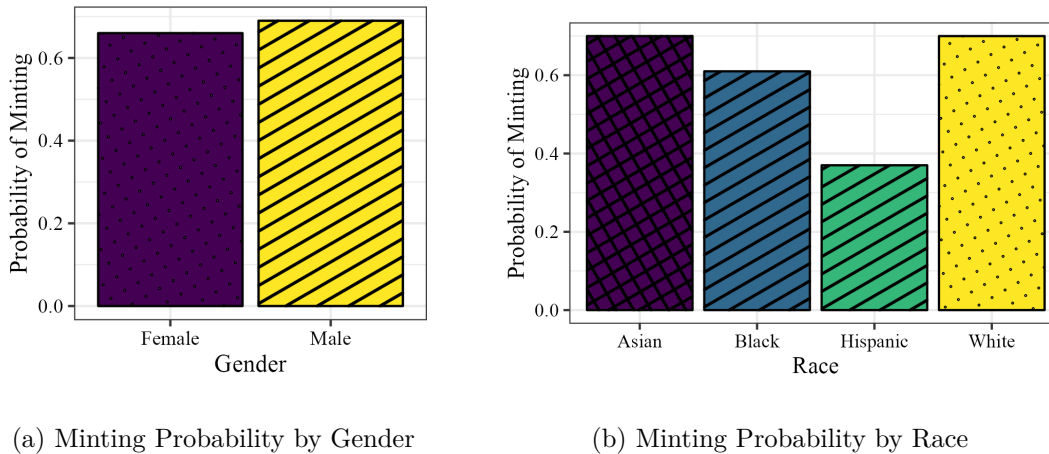 Probability of Minting
0.6
0.4
0.2
0.0
Female Male
Gender
(a) Minting Probability by Gender
Probability of Minting
0.6
0.4
0.2
0.0
Asian Black Hispanic White
Race
(b) Minting Probability by Race